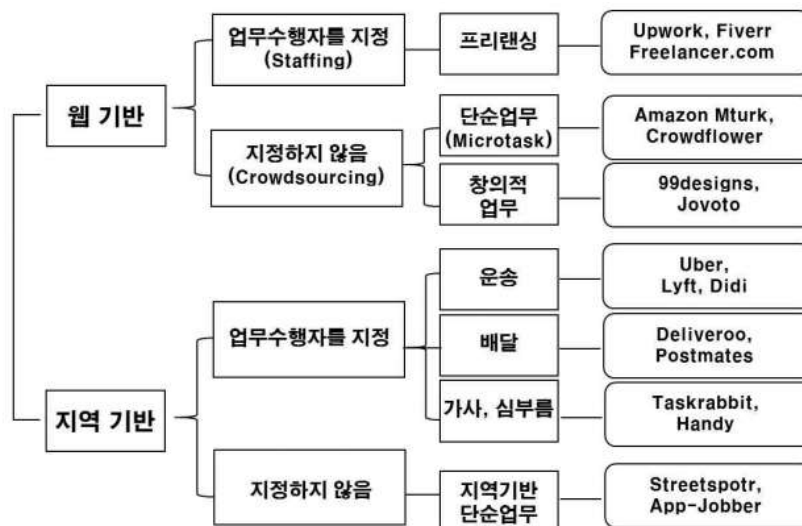 웹 기반
업무수행자를 지정
(Staffing)
프리랜싱
Upwork, Fiverr
Freelancer.com
지정하지 않음
(Crowdsourcing)
단순업무
(Microtask)
Amazon Mturk,
Crowdflower
창의적
업무
99designs,
Jovoto
지역 기반
업무수행자를 지정
운송
Uber,
Lyft, Didi
배달
Deliveroo,
Postmates
가사, 심부름
Taskrabbit,
Handy
지정하지 않음
지역기반
단순업무
Streetspotr,
App-Jobber